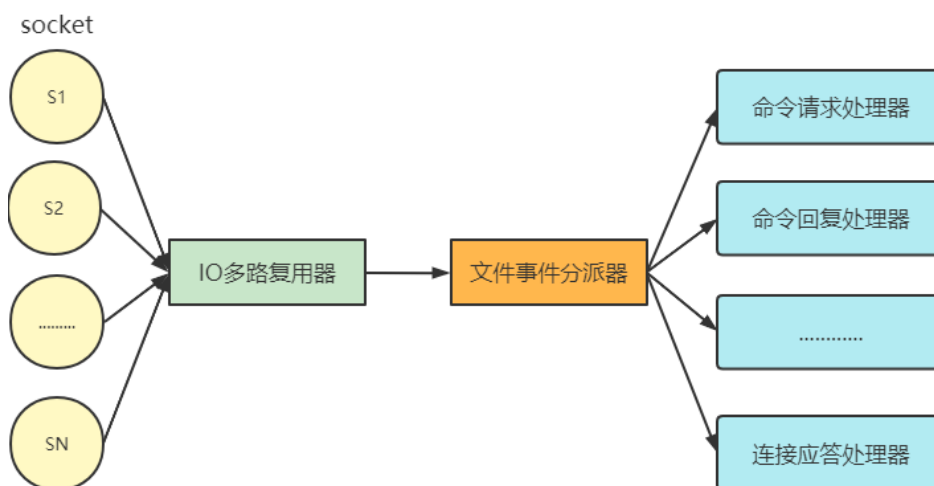 socket
S1
S2
.........
SN
IO多路复用器
文件事件分派器
命令请求处理器
命令回复处理器
............
连接应答处理器